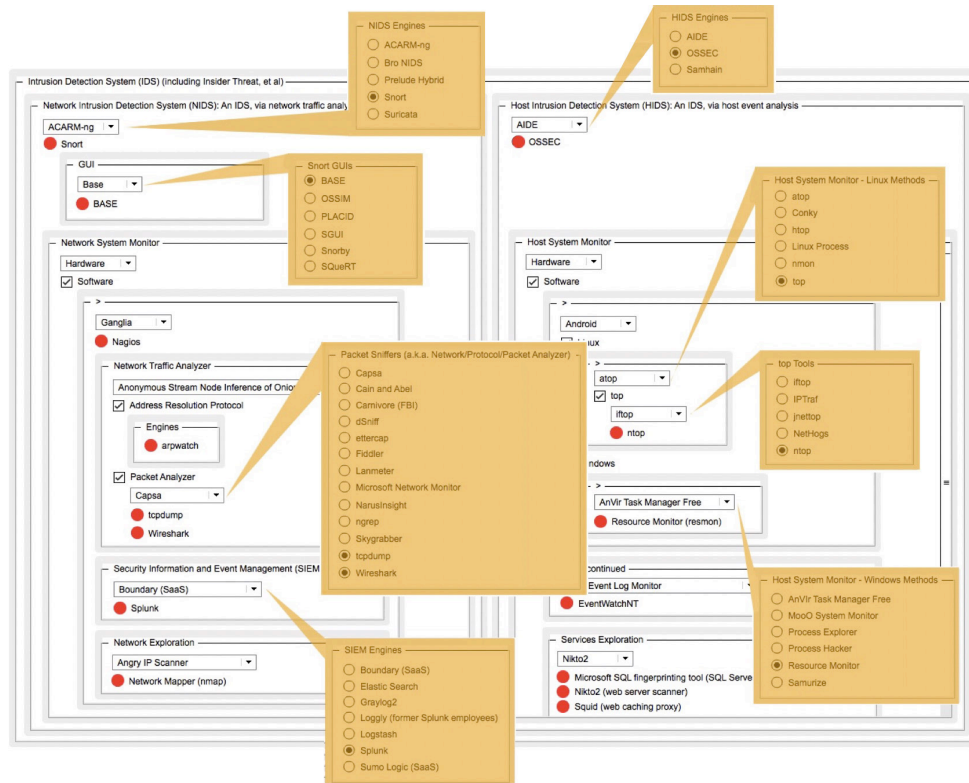 NIDS Engines
ACARM-ng
Bro NIDS
Prelude Hybrid
Snort
Suricata
HIDS Engines
AIDE
OSSEC
Samhain
Intrusion Detection System (IDS) (including Insider Threat, et al)
Network Intrusion Detection System (NIDS): An IDS, via network traffic
ACARM-ng
Snort
GUI
Base
BASE
Snort GUIs
BASE
OSSIM
PLACID
SGUI
Snorby
SQueRT
Network System Monitor
Hardware
Software
>
Ganglia
Nagios
Network Traffic Analyzer
Anonymous Stream Node Inference of
Address Resolution Protocol
Engines
arpwatch
Packet Analyzer
Capsa
tcpdump
Wireshark
Packet Sniffers (a.k.a. Network/Protocol/Packet Analyzer)
Capsa
Cain and Abel
Carnivore (FBI)
dSniff
ettercap
Fiddler
Lanmeter
Microsoft Network Monitor
NarusInsight
ngrep
Skygrabber
tcpdump
Wireshark
Security Information and Event Management (SIEM
Boundary (SaaS)
Splunk
Network Exploration
Angry IP Scanner
Network Mapper (nmap)
SIEM Engines
Boundary (SaaS)
Elastic Search
Graylog2
Loggly (former Splunk employees)
Logstash
Splunk
Sumo Logic (SaaS)
Host Intrusion Detection System (HIDS): An IDS, via host event analysis
AIDE
OSSEC
Host System Monitor - Linux Methods
atop
Conky
htop
Linux Process
nmon
top
Host System Monitor
Hardware
Software
>
Android
>
atop
top
iftop
ntop
top Tools
iftop
IPTraf
jnettop
NetHogs
ntop
>
AnVir Task Manager Free
Resource Monitor (resmon)
Event Log Monitor
EventWatchNT
Services Exploration
Nikto2
Microsoft SQL fingerprinting tool (SQL
Nikto2 (web server scanner)
Squid (web caching proxy)
Host System Monitor - Windows Methods
AnVIr Task Manager Free
MooO System Monitor
Process Explorer
Process Hacker
Resource Monitor
Samurize